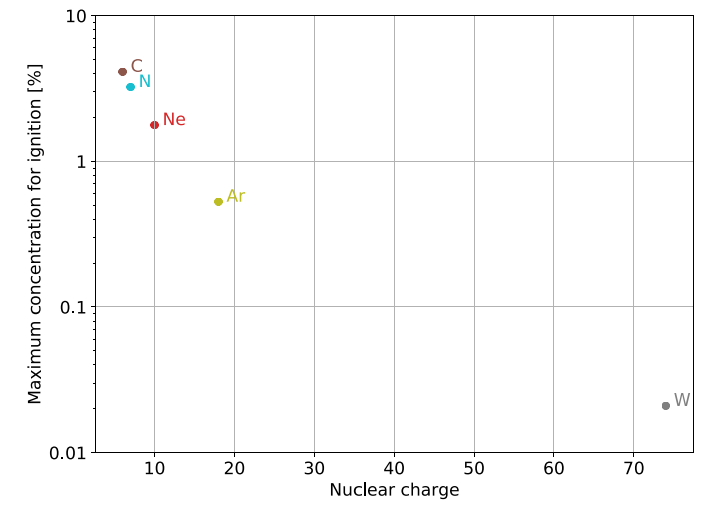 10
1
0.1
0.01
Maximum concentration for ignition [%]
C
N
Ne
Ar
W
10 20 30 40 50 60 70
Nuclear charge